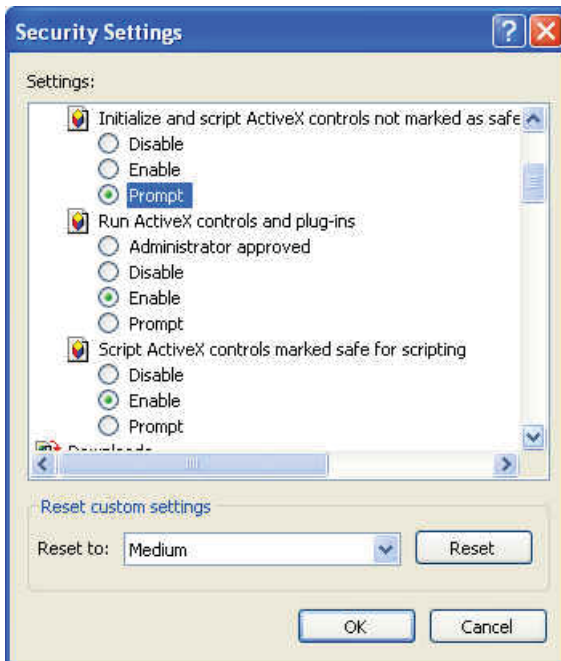 Security Settings
Settings:
Initialize and script ActiveX controls not marked as safe
Disable
Enable
Prompt
Run ActiveX controls and plug-ins
Administrator approved
Disable
Enable
Prompt
Script ActiveX controls marked safe for scripting
Disable
Enable
Prompt
Downloads
Reset custom settings
Reset to:	Medium	Reset
OK	Cancel